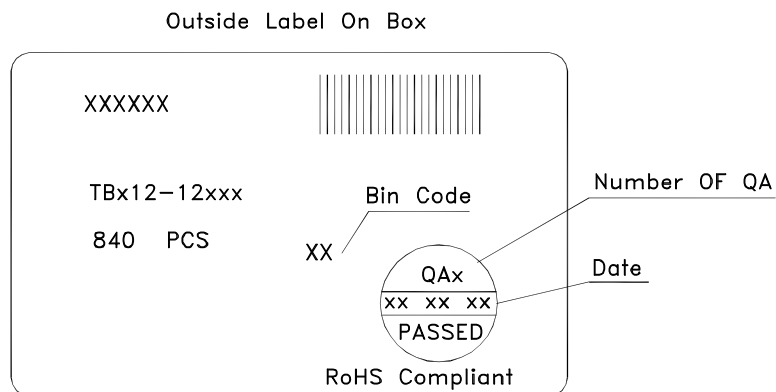 Outside Label On Box
XXXXXX
TBx12-12xxx
Bin Code
Number OF QA
840 PCS
XX
QAx
Date
xx xx xx
PASSED
RoHS Compliant